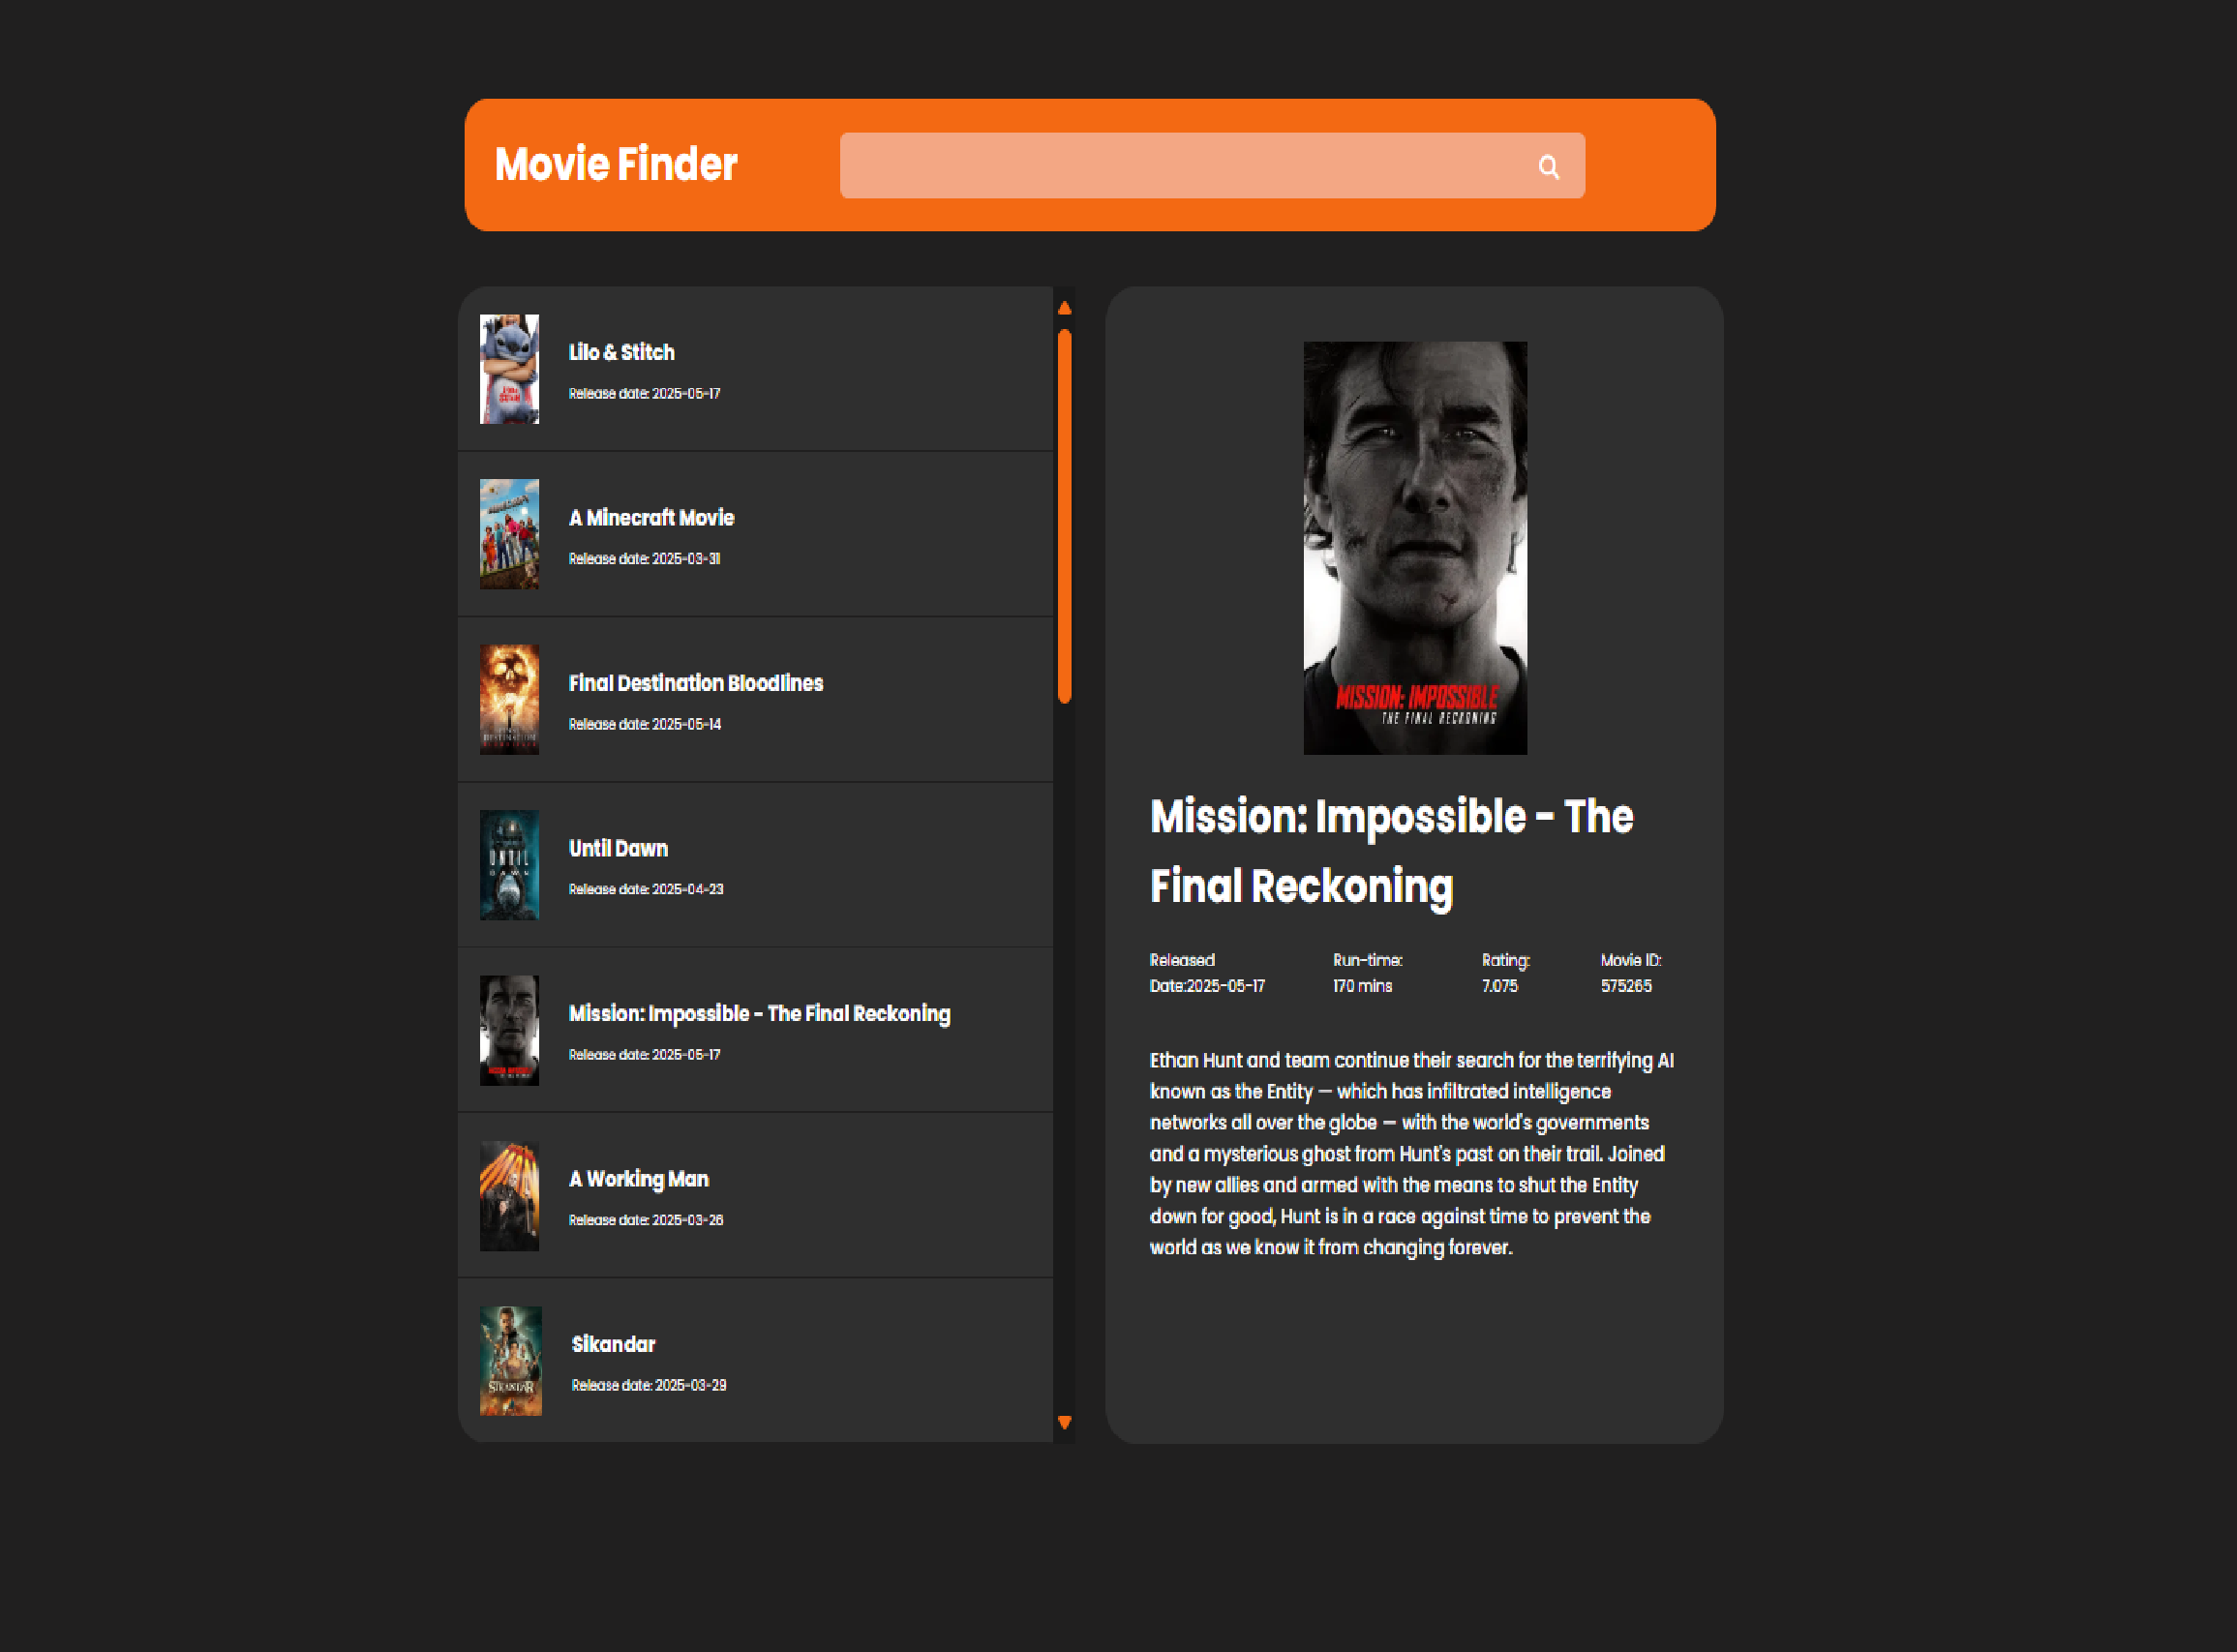 Movie Finder
Lilo & Stitch
Release date: 2025-05-17
A Minecraft Movie
Release date: 2025-03-31
Final Destination Bloodlines
Release date: 2025-05-14
UNTIL
DAWN
Until Dawn
Release date: 2025-04-23
Mission: Impossible - The Final Reckoning
Release date: 2025-05-17
A Working Man
Release date: 2025-03-26
SIKANDAR
Sikandar
Release date: 2025-03-29
MISSION: IMPOSSIBLE
THE FINAL RECKONING
Mission: Impossible - The
Final Reckoning
Released Run-time: Rating: Movie ID:
Date:2025-05-17 170 mins 7.075 575265
Ethan Hunt and team continue their search for the terrifying AI
known as the Entity — which has infiltrated intelligence
networks all over the globe — with the world's governments
and a mysterious ghost from Hunt's past on their trail. Joined
by new allies and armed with the means to shut the Entity
down for good, Hunt is in a race against time to prevent the
world as we know it from changing forever.